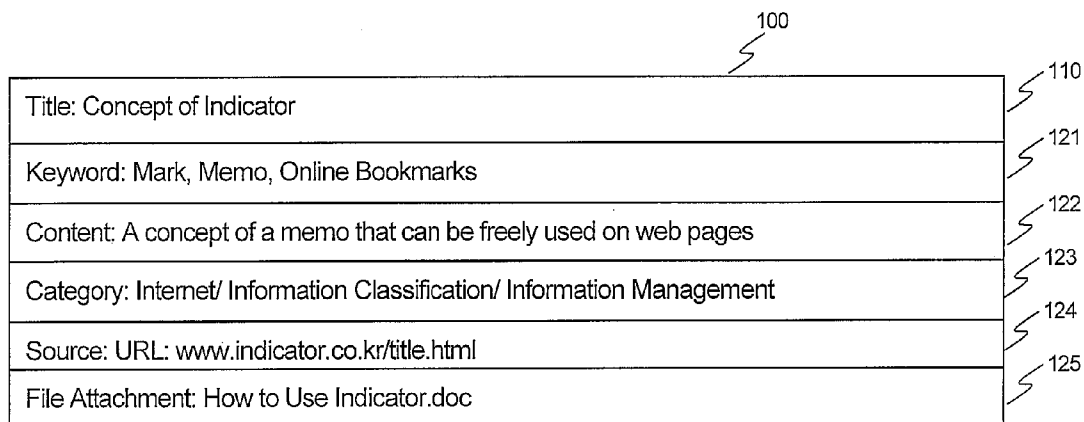 100
Title: Concept of Indicator
110
Keyword: Mark, Memo, Online Bookmarks
121
Content: A concept of a memo that can be freely used on web pages
122
Category: Internet/ Information Classification/ Information Management
123
Source: URL: www.indicator.co.kr/title.html
124
File Attachment: How to Use Indicator.doc
125